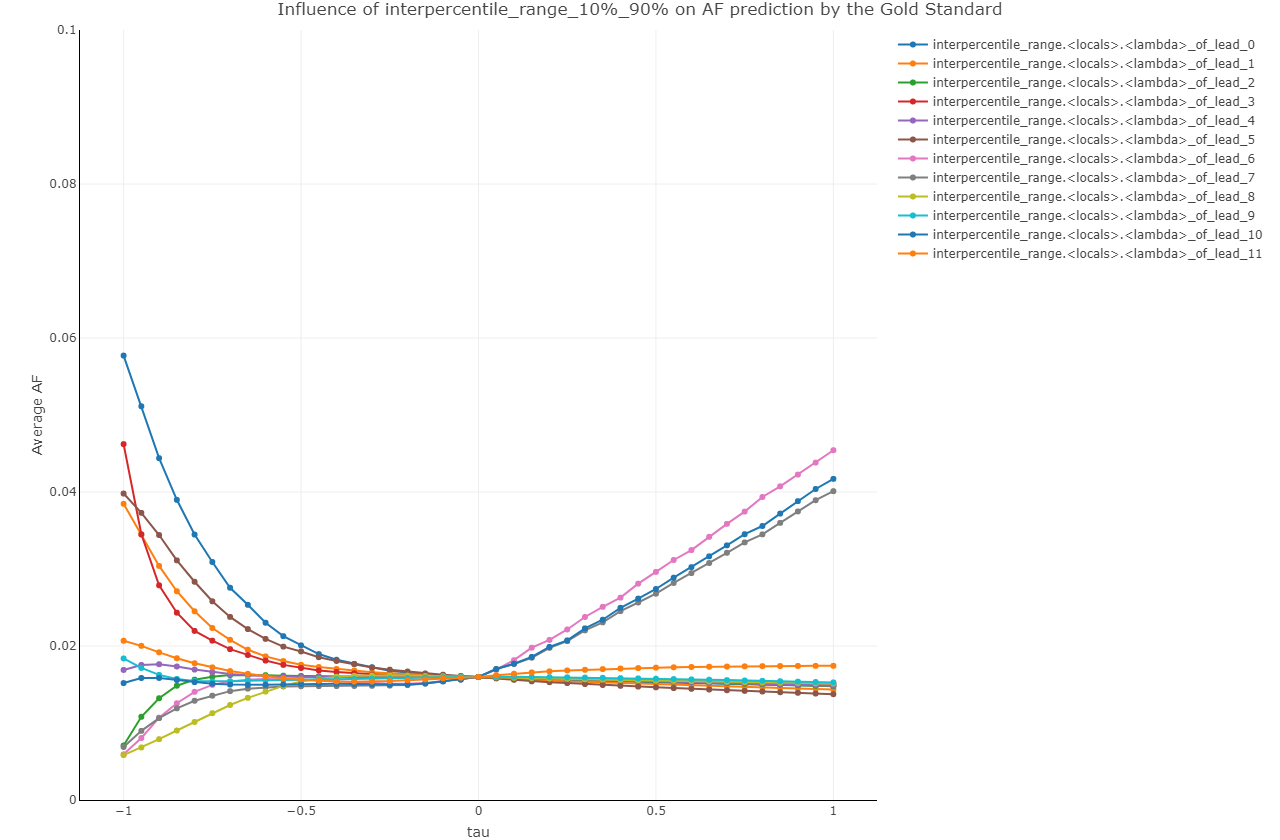 Influence of interpercentile_range_10%_90% on AF prediction by the Gold Standard
0.1
0.08
0.06
0.04
0.02
0
Average AF
−1
−0.5
0
0.5
1
tau
interpercentile_range.<locals>.<lambda>_of_lead_0
interpercentile_range.<locals>.<lambda>_of_lead_1
interpercentile_range.<locals>.<lambda>_of_lead_2
interpercentile_range.<locals>.<lambda>_of_lead_3
interpercentile_range.<locals>.<lambda>_of_lead_4
interpercentile_range.<locals>.<lambda>_of_lead_5
interpercentile_range.<locals>.<lambda>_of_lead_6
interpercentile_range.<locals>.<lambda>_of_lead_7
interpercentile_range.<locals>.<lambda>_of_lead_8
interpercentile_range.<locals>.<lambda>_of_lead_9
interpercentile_range.<locals>.<lambda>_of_lead_10
interpercentile_range.<locals>.<lambda>_of_lead_11